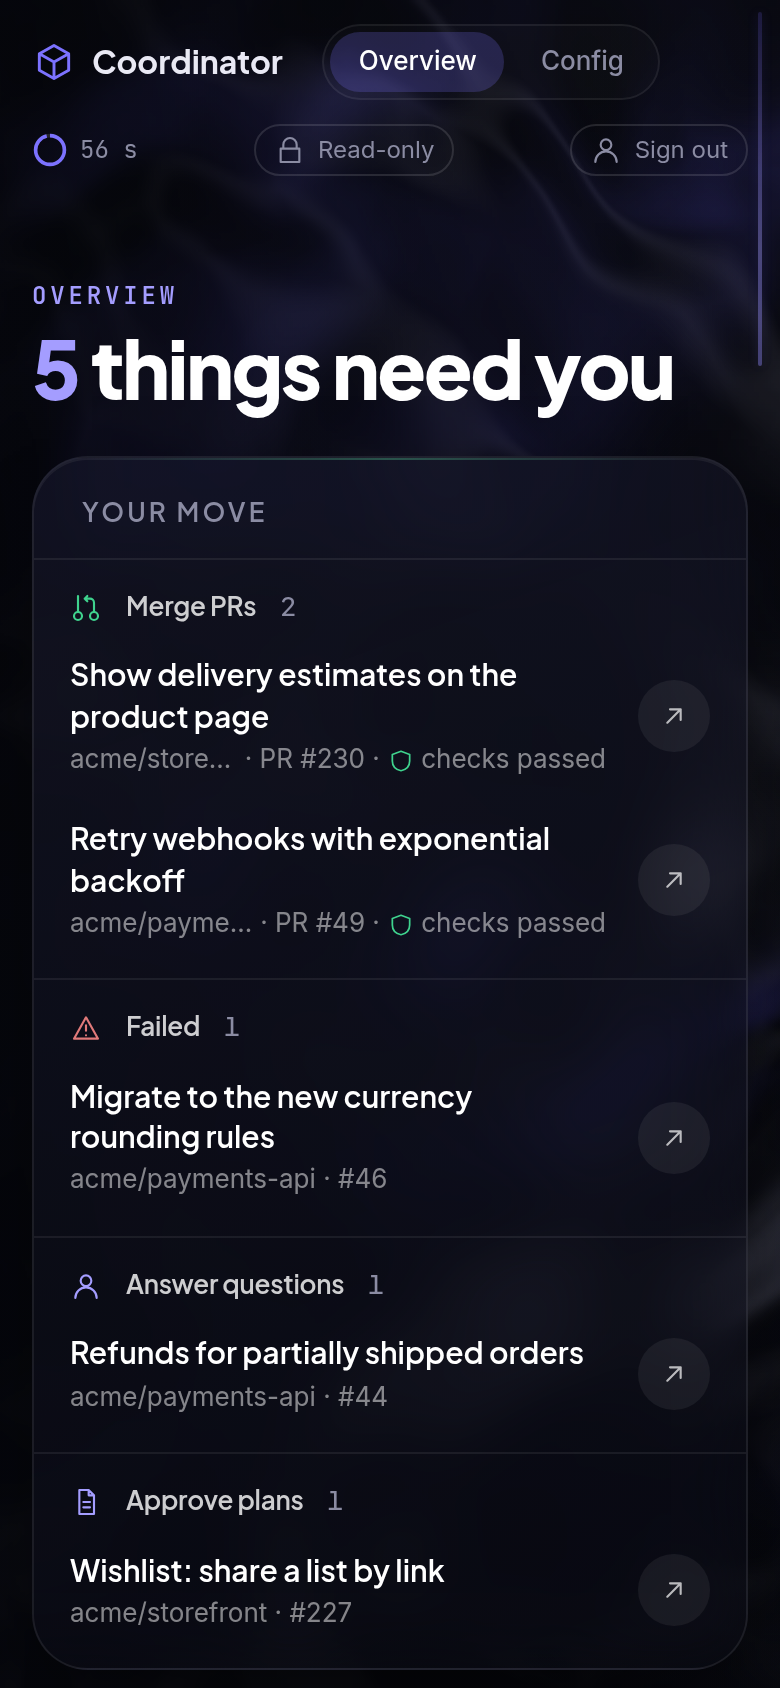 Coordinator
Overview
Config
56 s
Read-only
Sign out
OVERVIEW
5 things need you
YOUR MOVE
Merge PRs 2
Show delivery estimates on the
product page
acme/store... · PR #230 · checks passed
Retry webhooks with exponential
backoff
acme/payme... · PR #49 · checks passed
Failed 1
Migrate to the new currency
rounding rules
acme/payments-api · #46
Answer questions 1
Refunds for partially shipped orders
acme/payments-api · #44
Approve plans 1
Wishlist: share a list by link
acme/storefront · #227